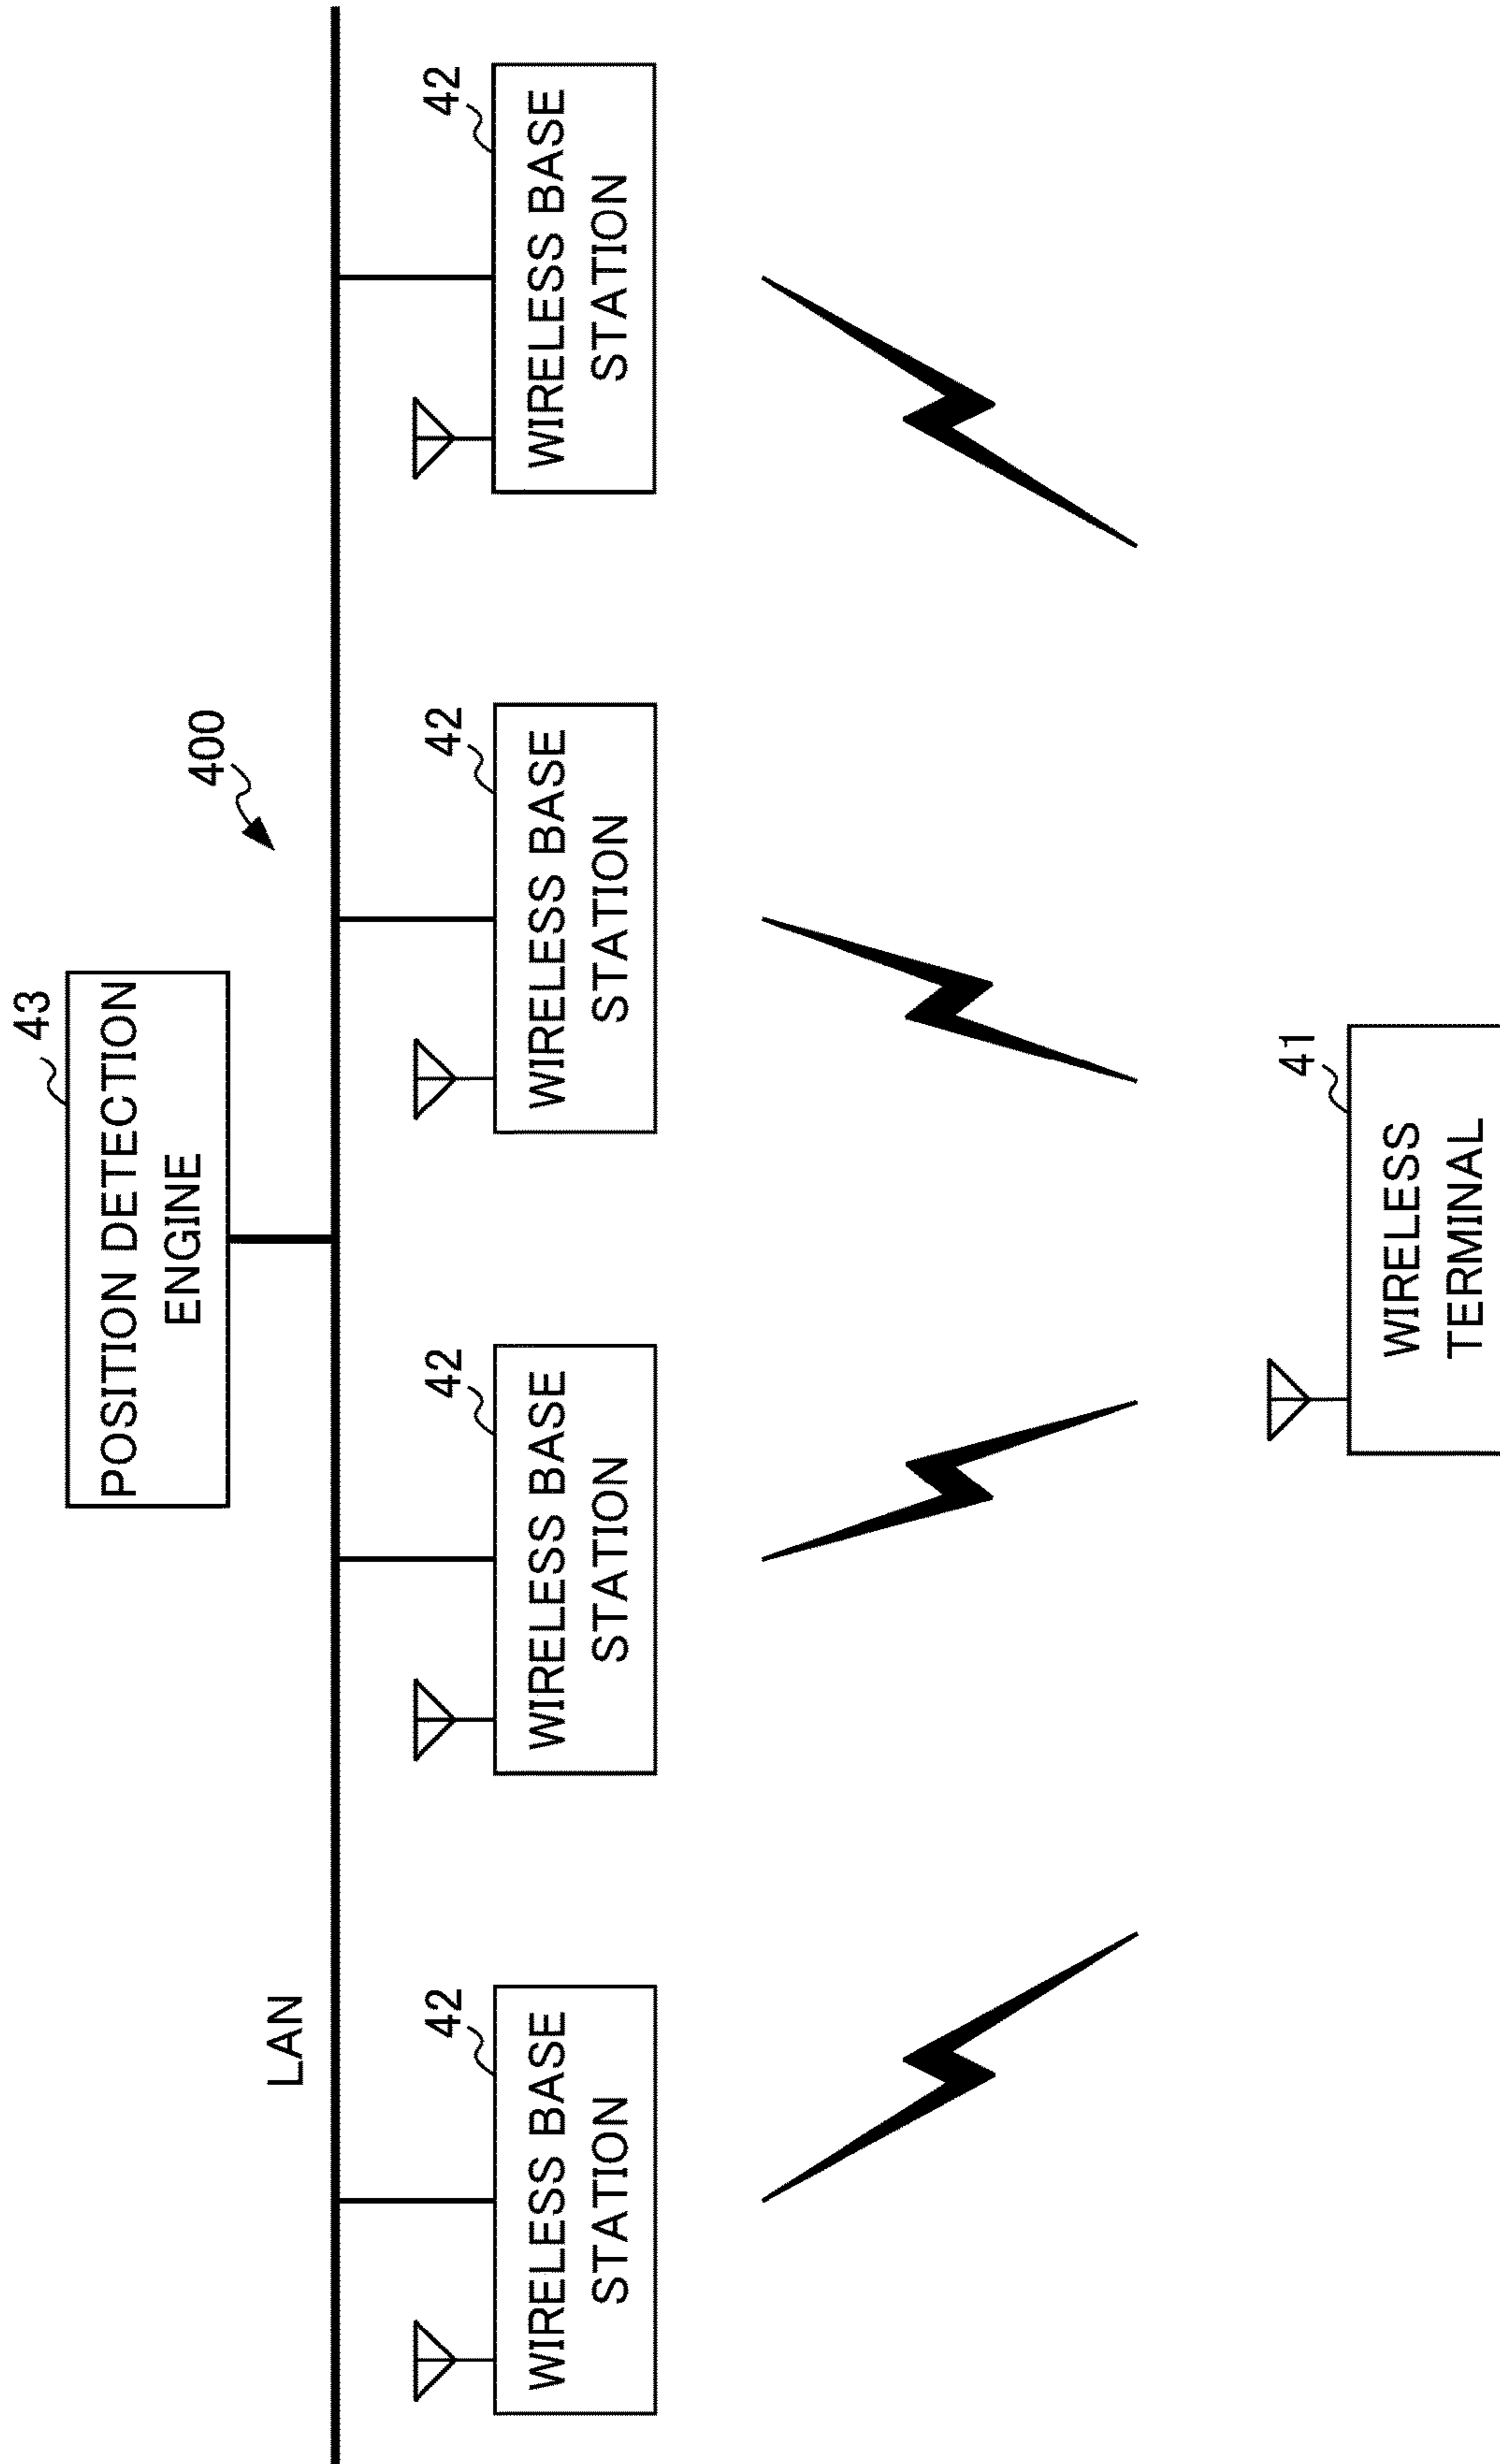 43
POSITION DETECTION
ENGINE
400
LAN
42
WIRELESS BASE
STATION
42
WIRELESS BASE
STATION
42
WIRELESS BASE
STATION
42
WIRELESS BASE
STATION
41
WIRELESS
TERMINAL